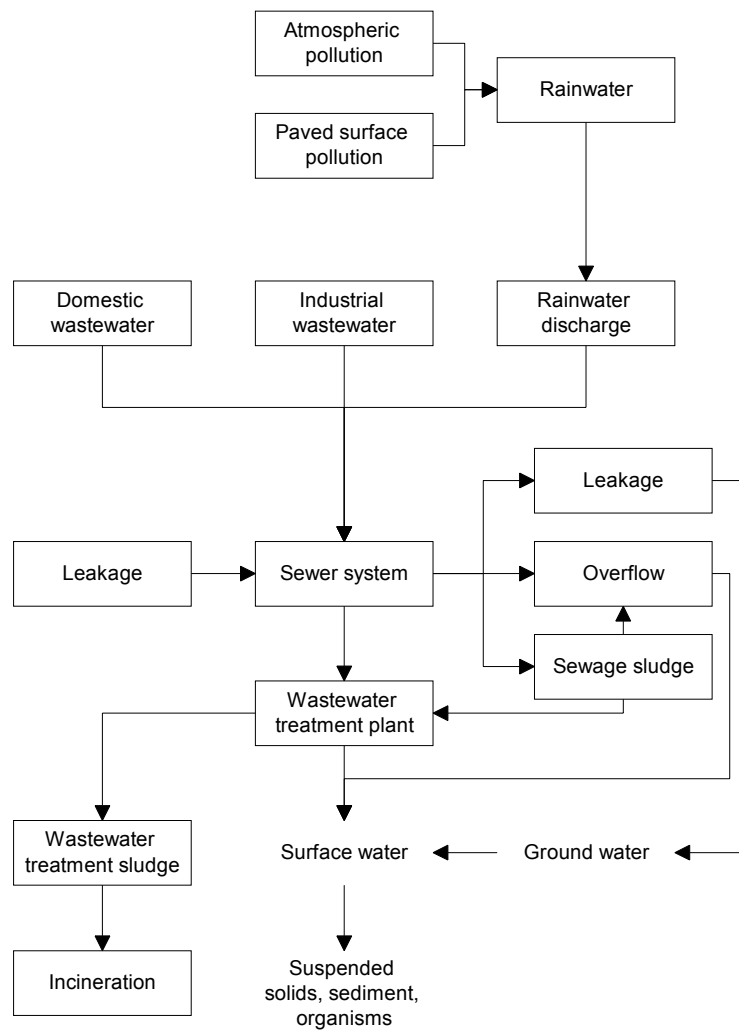 Atmospheric
pollution
Rainwater
Paved surface
pollution
Domestic
wastewater
Industrial
wastewater
Rainwater
discharge
Leakage
Leakage
Sewer system
Overflow
Sewage sludge
Wastewater
treatment plant
Wastewater
treatment sludge
Surface water
Ground water
Incineration
Suspended
solids, sediment,
organisms